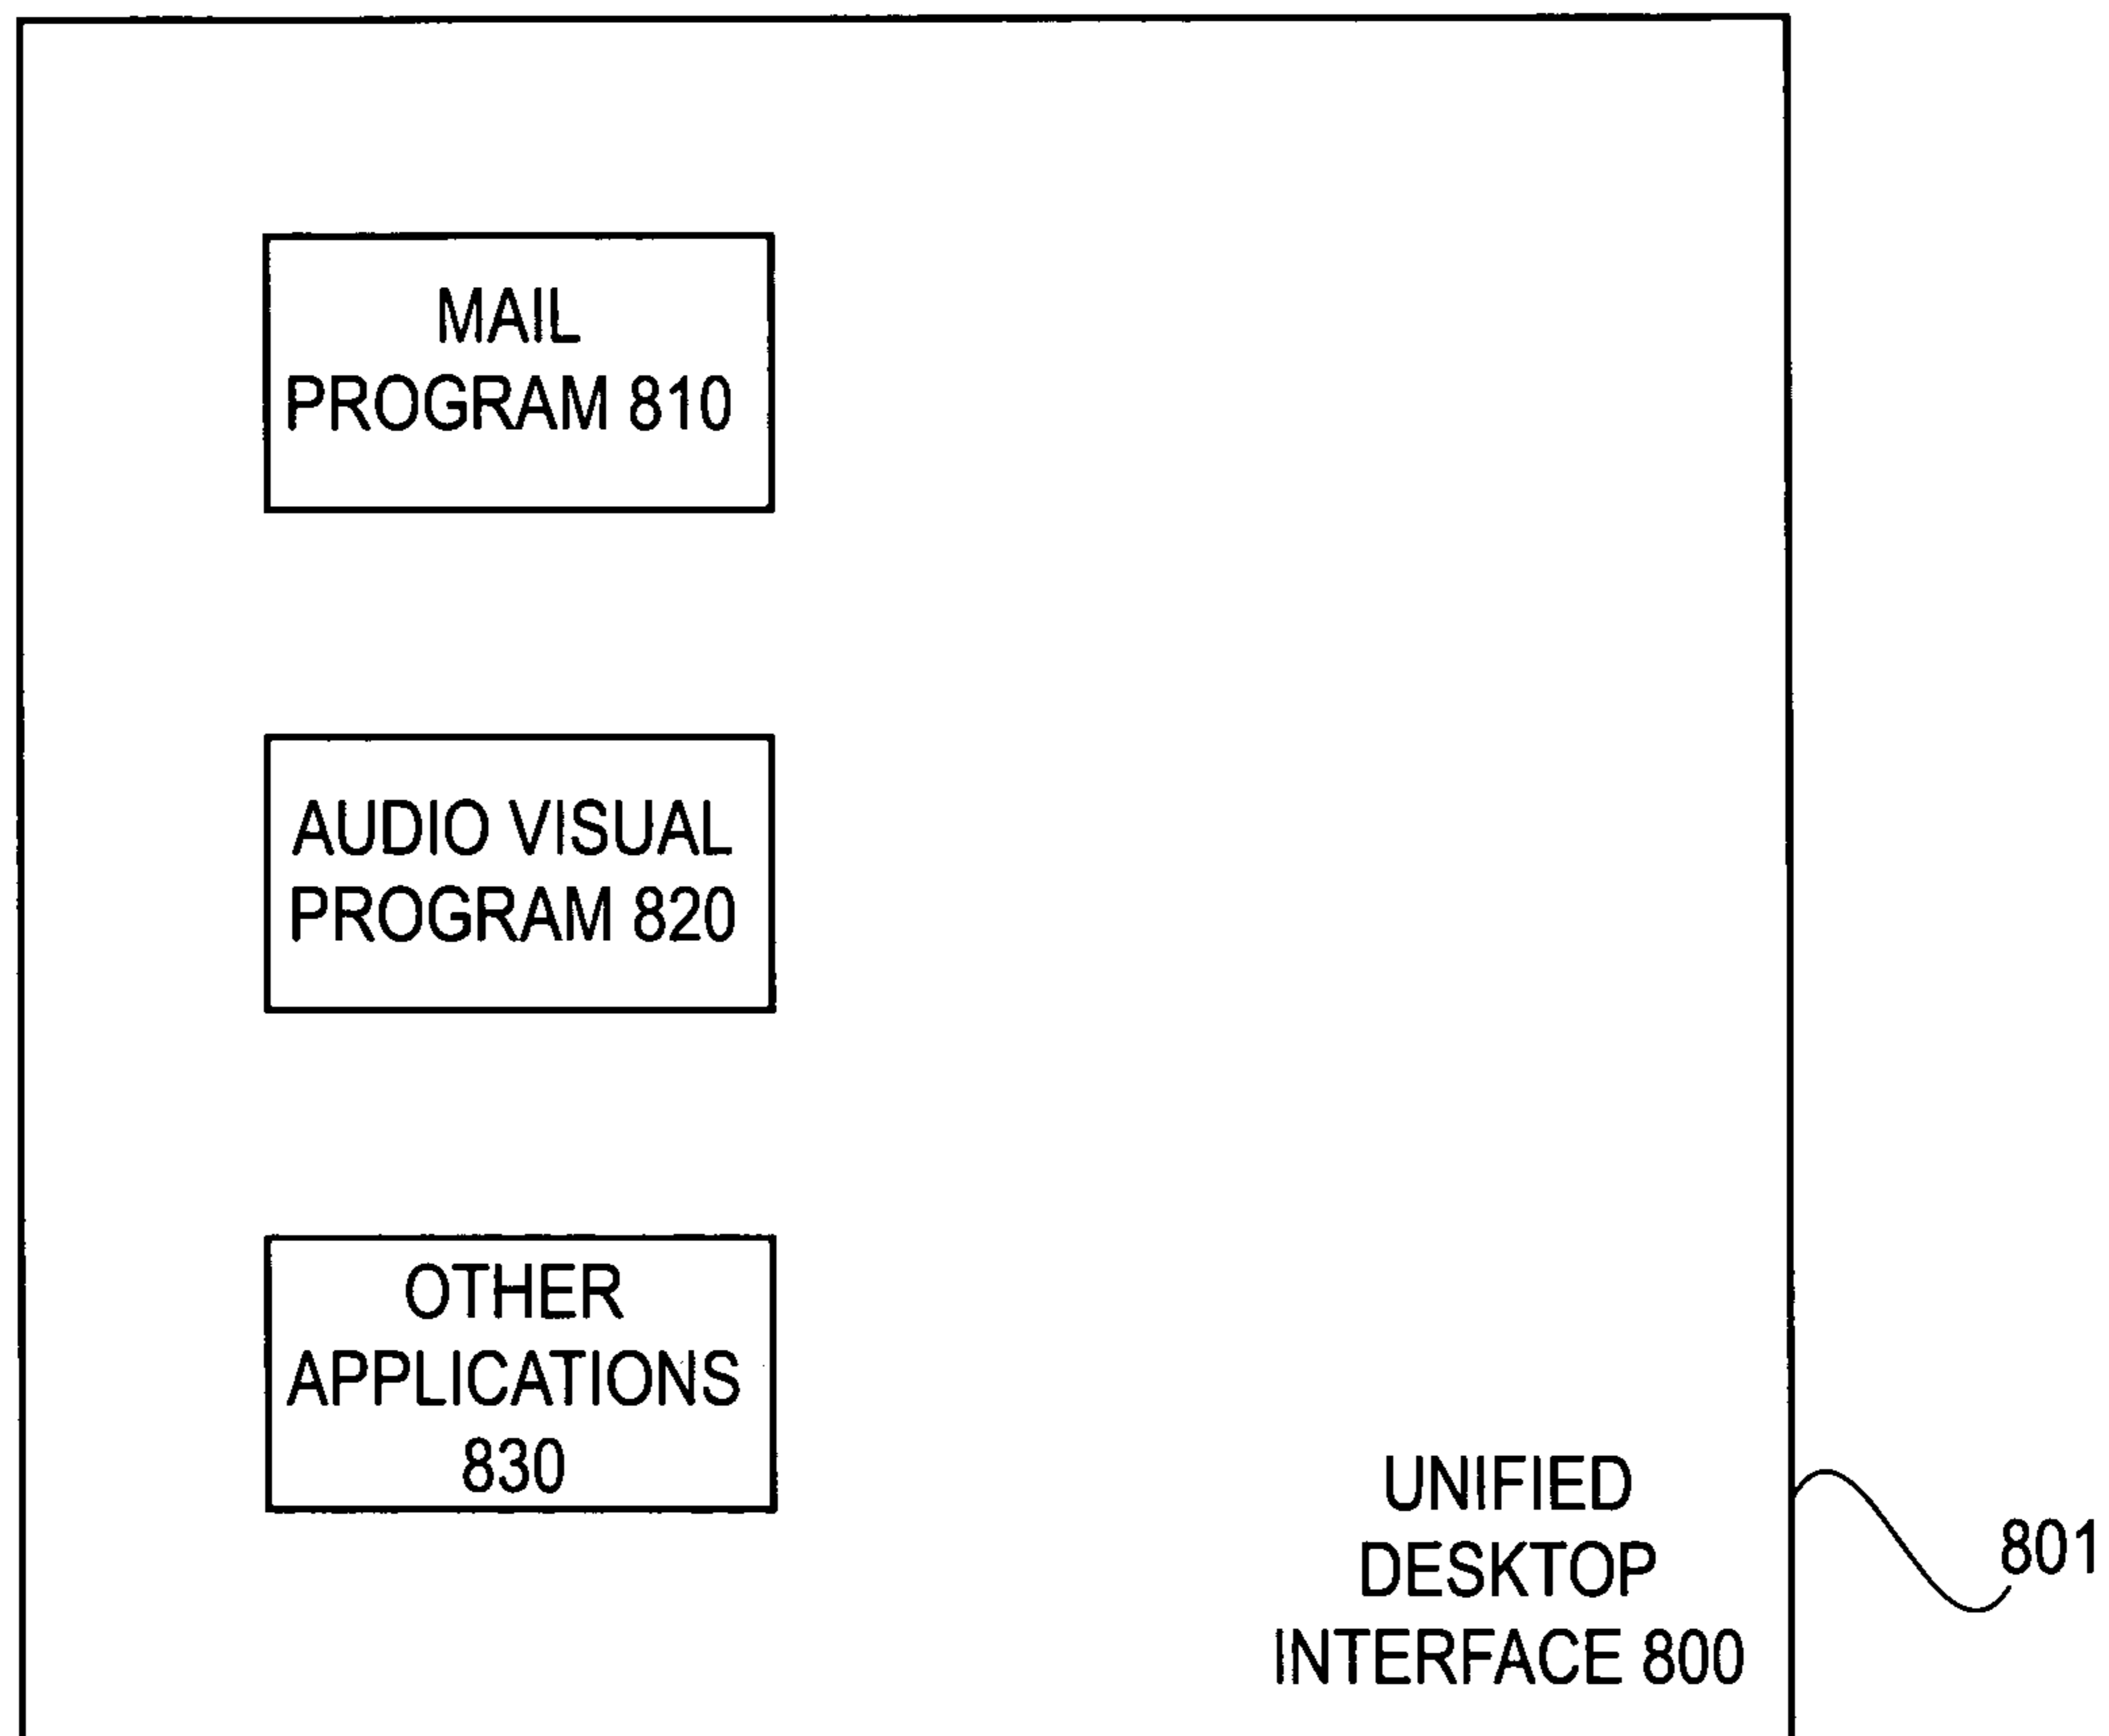 MAIL
PROGRAM 810
AUDIO VISUAL
PROGRAM 820
OTHER
APPLICATIONS
830
UNIFIED
DESKTOP
INTERFACE 800
801